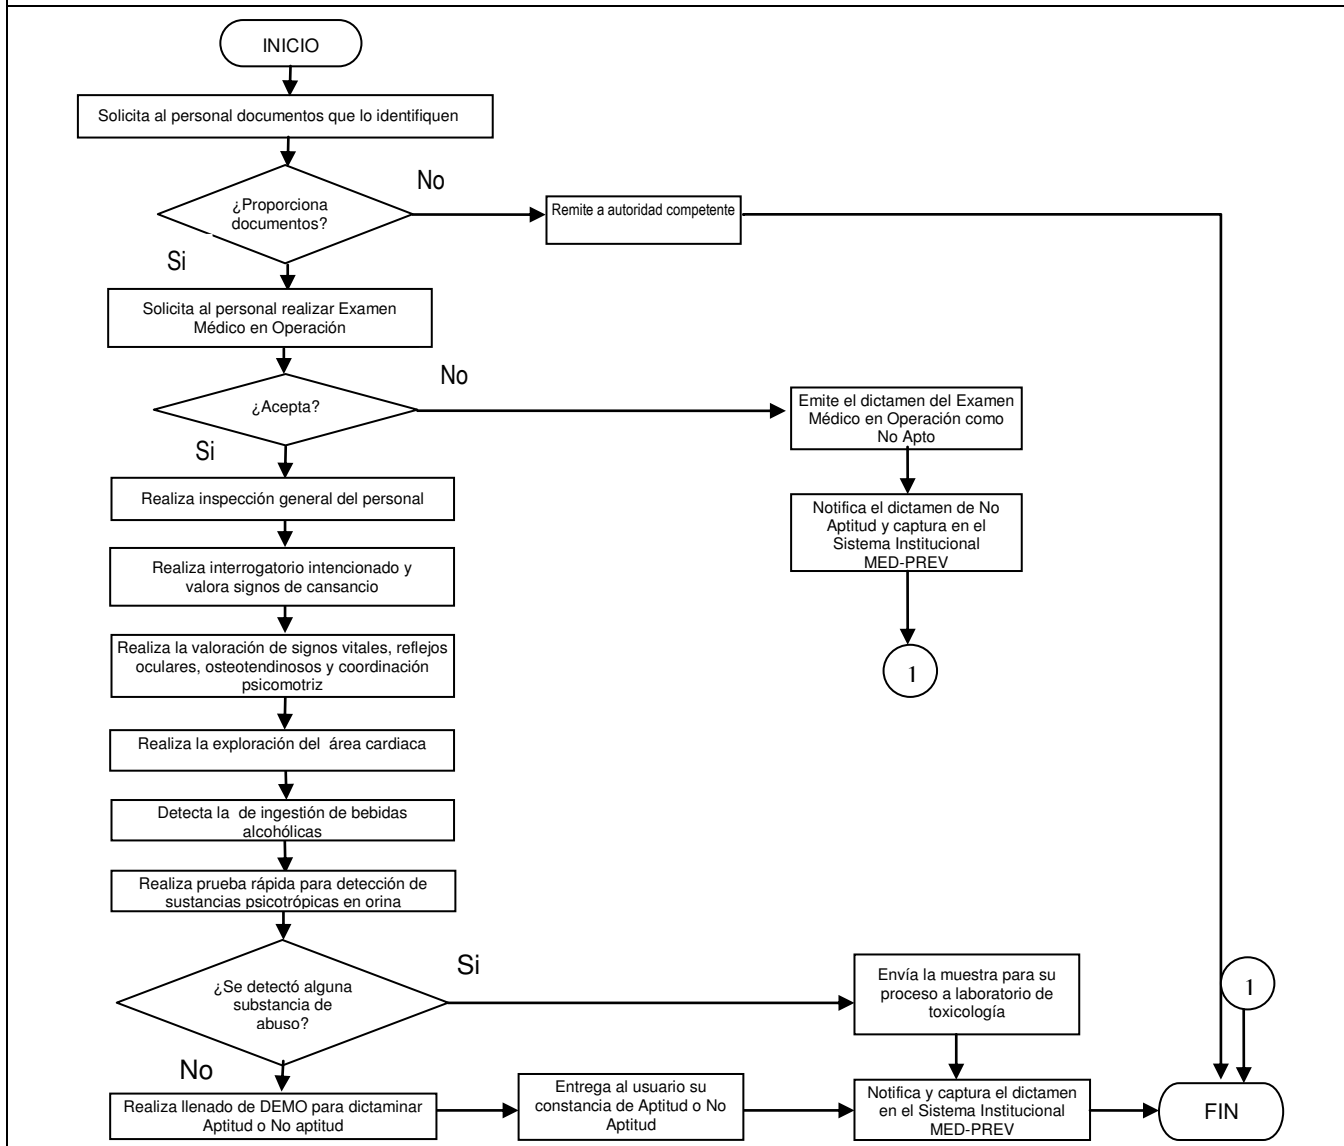 INICIO
Solicita al personal documentos que lo identifiquen
¿Proporciona
documentos?
No
Remite a autoridad competente
Si
Solicita al personal realizar Examen
Médico en Operación
¿Acepta?
No
Emite el dictamen del Examen
Médico en Operación como
No Apto
Si
Notifica el dictamen de No
Aptitud y captura en el
Sistema Institucional
MED-PREV
1
Realiza inspección general del personal
Realiza interrogatorio intencionado y
valora signos de cansancio
Realiza la valoración de signos vitales, reflejos
oculares, osteotendinosos y coordinación
psicomotriz
Realiza la exploración del área cardiaca
Detecta la de ingestión de bebidas
alcohólicas
Realiza prueba rápida para detección de
sustancias psicotrópicas en orina
¿Se detectó alguna
substancia de
abuso?
Si
Envía la muestra para su
proceso a laboratorio de
toxicología
1
No
Realiza llenado de DEMO para dictaminar
Aptitud o No aptitud
Entrega al usuario su
constancia de Aptitud o No
Aptitud
Notifica y captura el dictamen
en el Sistema Institucional
MED-PREV
FIN